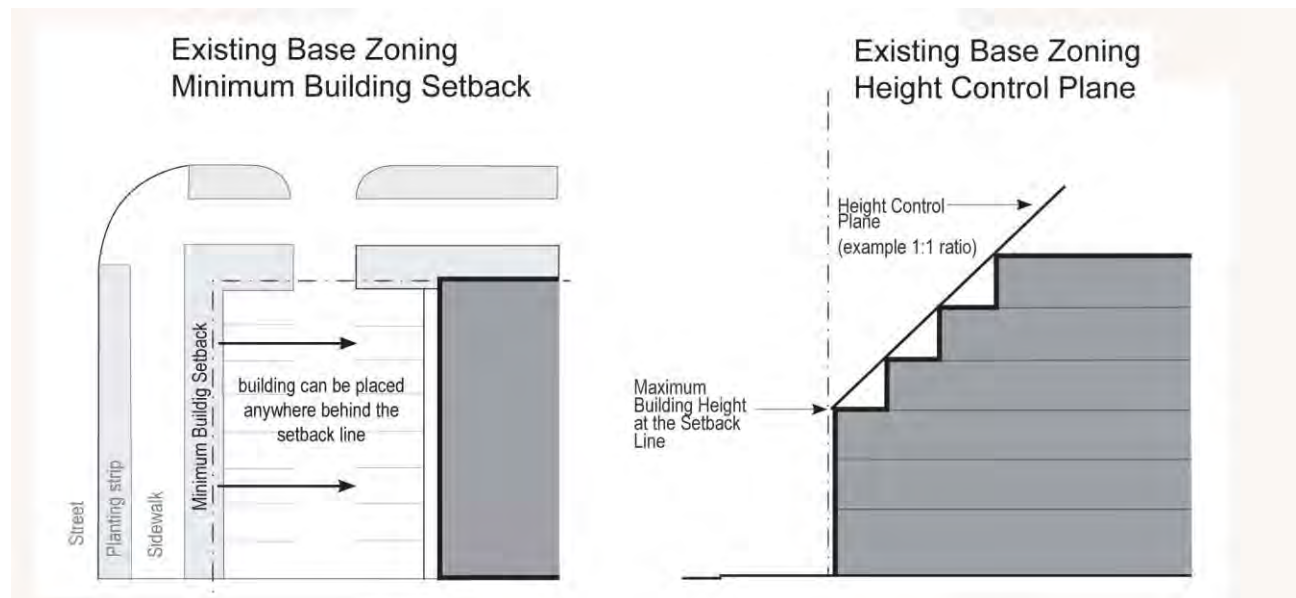 Existing Base Zoning
Minimum Building Setback
Street
Planting strip
Sidewalk
Minimum Buildig Setback
building can be placed
anywhere behind the
setback line
Existing Base Zoning
Height Control Plane
Height Control
Plane
(example 1:1 ratio)
Maximum
Building Height
at the Setback
Line